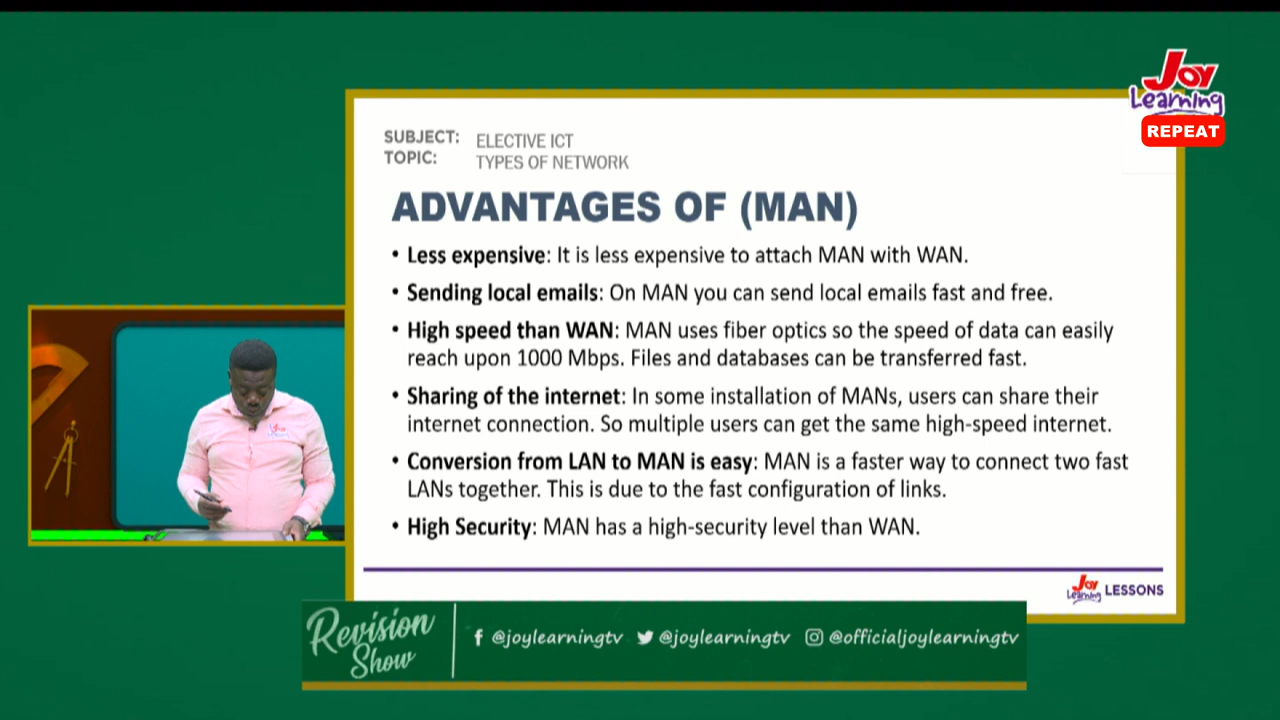 Joy
Learning
REPEAT
SUBJECT: ELECTIVE ICT
TOPIC: TYPES OF NETWORK
ADVANTAGES OF (MAN)
• Less expensive: It is less expensive to attach MAN with WAN.
• Sending local emails: On MAN you can send local emails fast and free.
• High speed than WAN: MAN uses fiber optics so the speed of data can easily
reach upon 1000 Mbps. Files and databases can be transferred fast.
• Sharing of the internet: In some installation of MANs, users can share their
internet connection. So multiple users can get the same high-speed internet.
• Conversion from LAN to MAN is easy: MAN is a faster way to connect two fast
LANs together. This is due to the fast configuration of links.
• High Security: MAN has a high-security level than WAN.
Joy
Learning LESSONS
Revision
Show
@joylearningtv @joylearningtv @officialjoylearningtv